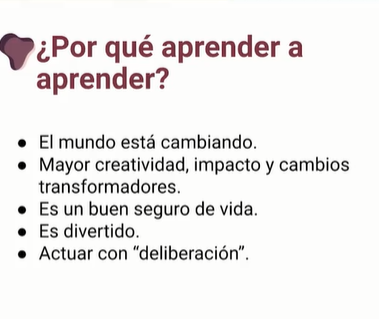 ¿Por qué aprender a
aprender?
● El mundo está cambiando.
● Mayor creatividad, impacto y cambios
transformadores.
● Es un buen seguro de vida.
● Es divertido.
● Actuar con “deliberación”.